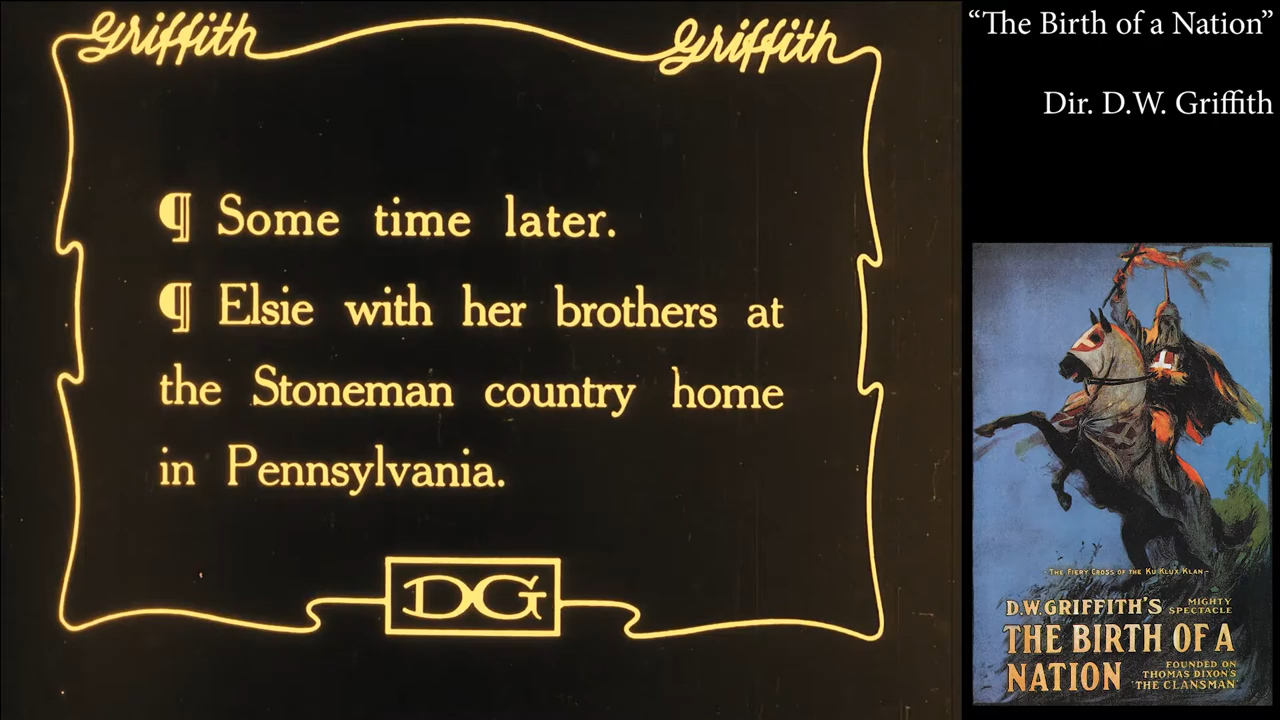 Griffith Griffith
¶ Some time later.
¶ Elsie with her brothers at
the Stoneman country home
in Pennsylvania.
DG
“The Birth of a Nation”
Dir. D.W. Griffith
-THE FIERY CROSS OF THE KU KLUX KLAN-
D.W. GRIFFITH'S MIGHTY
SPECTACLE
THE BIRTH OF A
NATION
FOUNDED ON
THOMAS DIXON'S
'THE CLANSMAN'